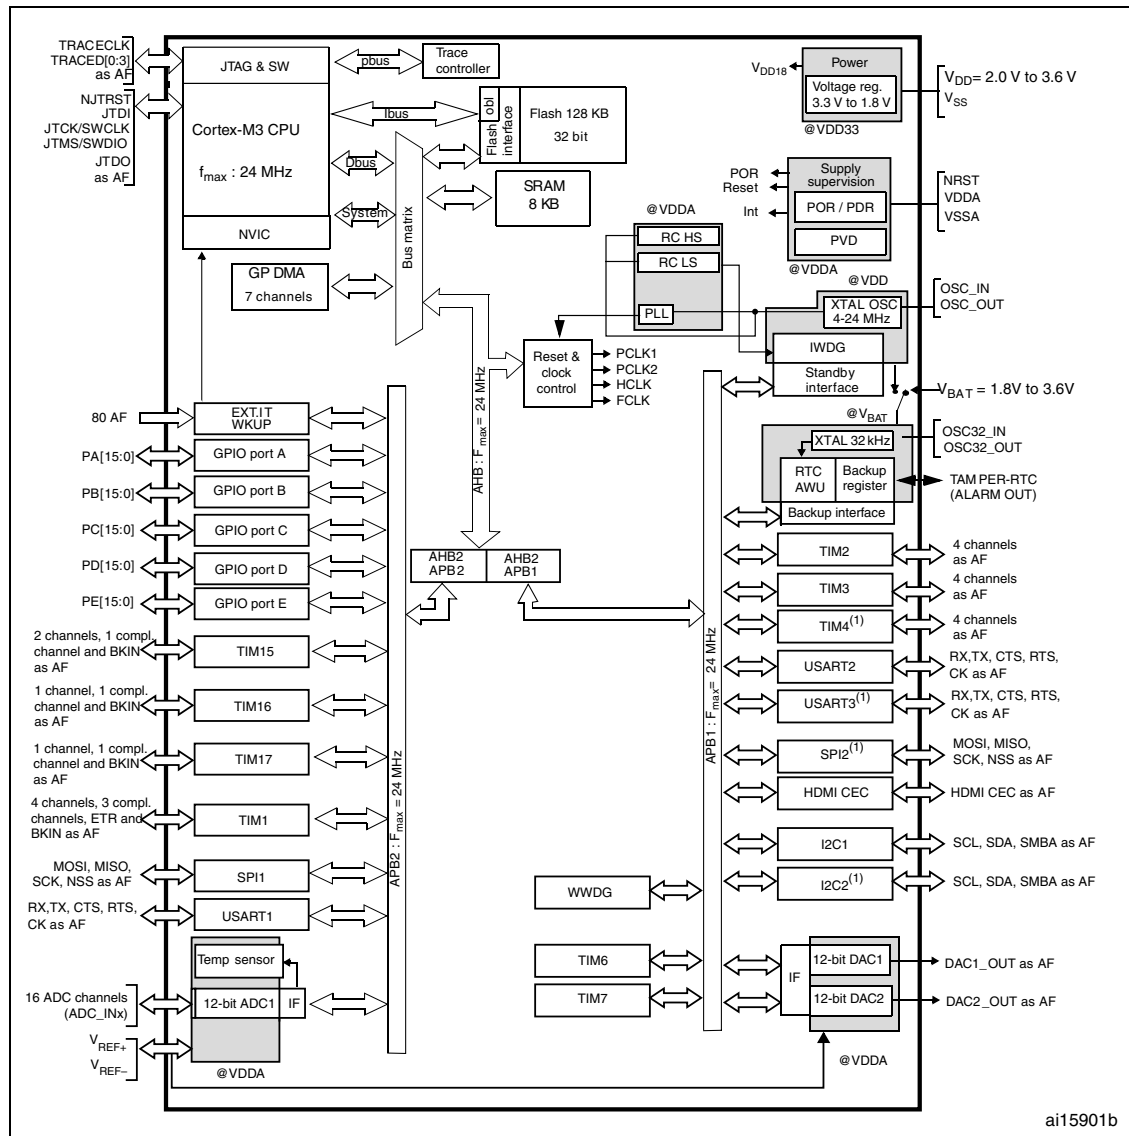 TRACECLK
TRACED[0:3]
as AF
NJTRST
JTDI
JTCK/SWCLK
JTMS/SWDIO
JTDO
as AF
JTAG & SW
Cortex-M3 CPU
fmax : 24 MHz
NVIC
pbus
Trace
controller
Ibus
Flash obl
interface
Flash 128 KB
32 bit
Dbus
System
Bus matrix
SRAM
8 KB
GP DMA
7 channels
VDD18
Power
Voltage reg.
3.3 V to 1.8 V
@VDD33
VDD= 2.0 V to 3.6 V
VSS
POR
Reset
Int
Supply
supervision
POR / PDR
PVD
@VDDA
NRST
VDDA
VSSA
@VDDA
RC HS
RC LS
PLL
@VDD
XTAL OSC
4-24 MHz
IWDG
Standby
interface
OSC_IN
OSC_OUT
Reset &
clock
control
PCLK1
PCLK2
HCLK
FCLK
VBAT = 1.8V to 3.6V
@VBAT
XTAL 32 kHz
RTC
AWU
Backup
register
Backup interface
OSC32_IN
OSC32_OUT
TAMPER-RTC
(ALARM OUT)
AHB : Fmax = 24 MHz
AHB2
APB2
AHB2
APB1
APB2 : Fmax = 24 MHz
APB1 : Fmax = 24 MHz
80 AF
EXT.IT
WKUP
PA[15:0]
GPIO port A
PB[15:0]
GPIO port B
PC[15:0]
GPIO port C
PD[15:0]
GPIO port D
PE[15:0]
GPIO port E
2 channels, 1 compl.
channel and BKIN
as AF
TIM15
1 channel, 1 compl.
channel and BKIN
as AF
TIM16
1 channel, 1 compl.
channel and BKIN
as AF
TIM17
4 channels, 3 compl.
channels, ETR and
BKIN as AF
TIM1
MOSI, MISO,
SCK, NSS as AF
SPI1
RX,TX, CTS, RTS,
CK as AF
USART1
Temp sensor
16 ADC channels
(ADC_INx)
12-bit ADC1
IF
VREF+
VREF–
@VDDA
TIM2
4 channels
as AF
TIM3
4 channels
as AF
TIM4(1)
4 channels
as AF
USART2
RX,TX, CTS, RTS,
CK as AF
USART3(1)
RX,TX, CTS, RTS,
CK as AF
SPI2(1)
MOSI, MISO,
SCK, NSS as AF
HDMI CEC
HDMI CEC as AF
I2C1
SCL, SDA, SMBA as AF
I2C2(1)
SCL, SDA, SMBA as AF
WWDG
TIM6
TIM7
IF
12-bit DAC1
DAC1_OUT as AF
12-bit DAC2
DAC2_OUT as AF
@VDDA
ai15901b